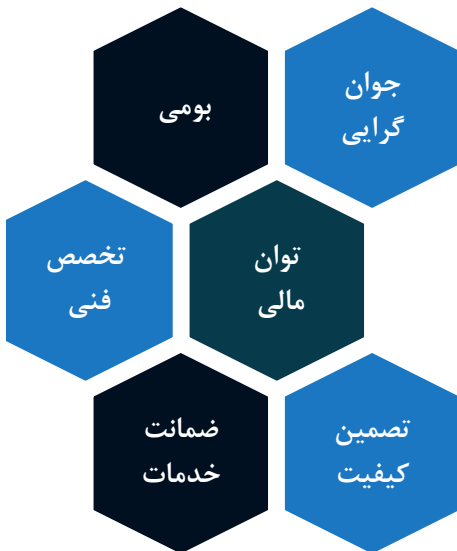 جوان
گرایی
بومی
توان
مالی
تخصص
فنی
تصمین
کیفیت
ضمانت
خدمات